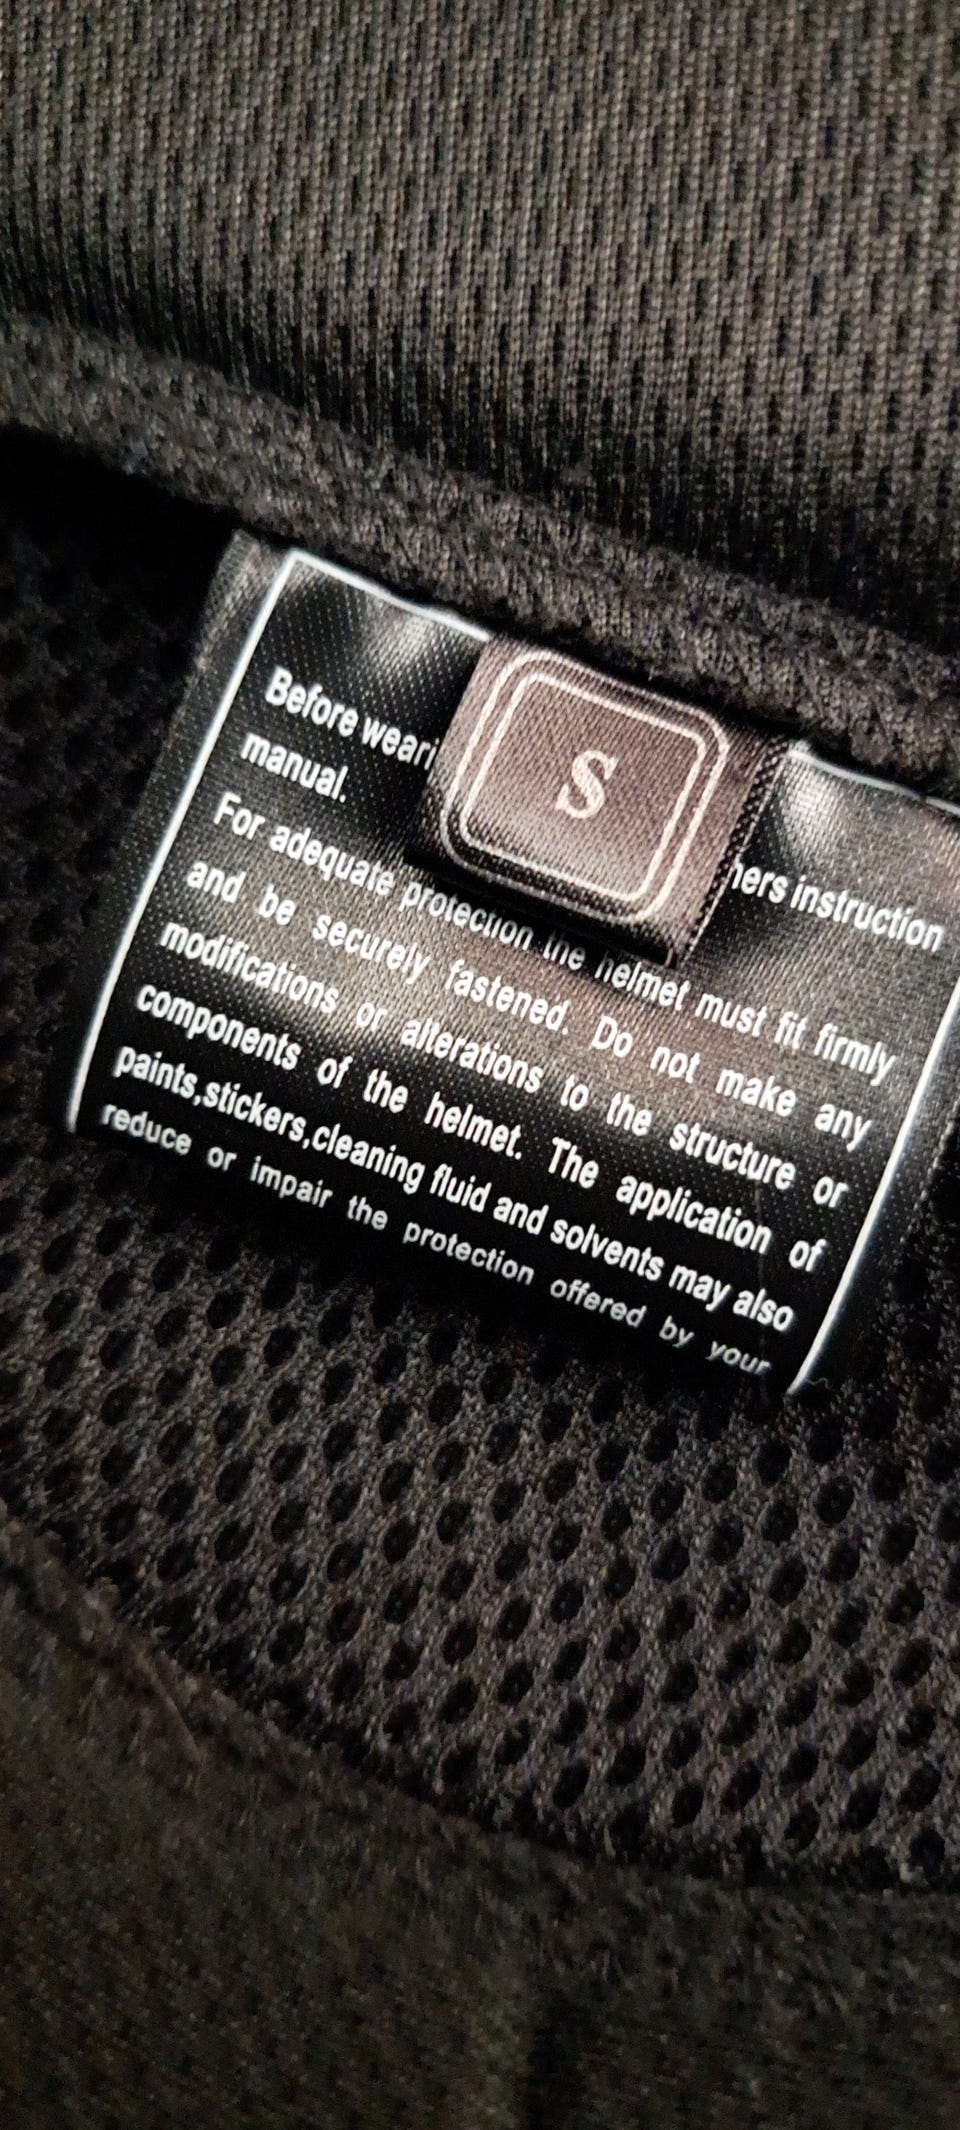 S
Before
instruction
manual.
For adequate protection the helmet must fit firmly
and be securely fastened. Do not make any
modifications or alterations to the structure or
components of the helmet. The application of
paints,stickers,cleaning fluid and solvents may also
reduce or impair the protection offered by your